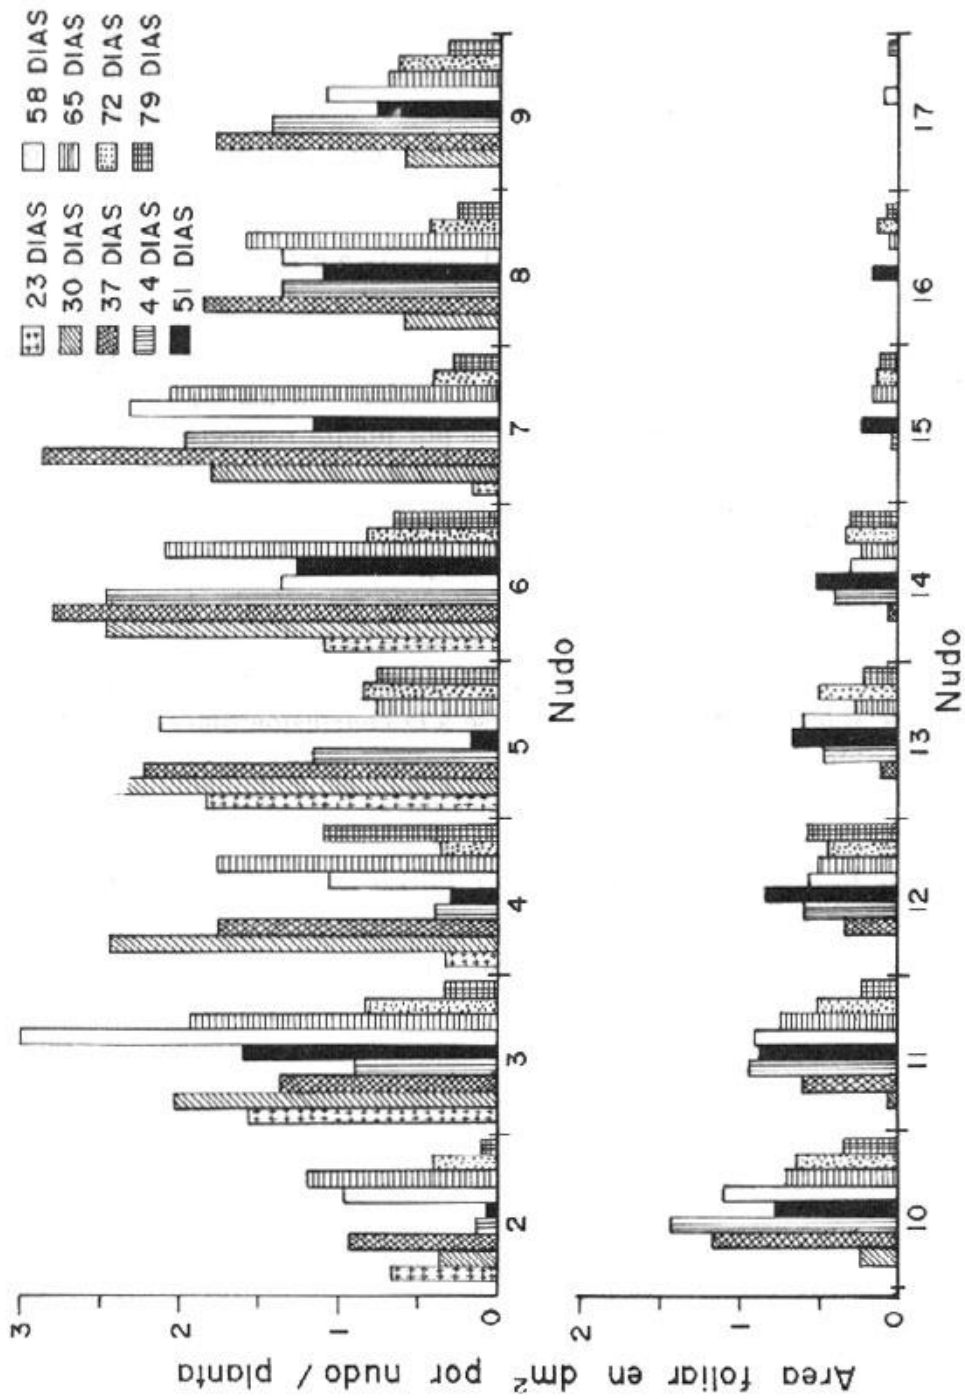 23 DIAS
30 DIAS
37 DIAS
44 DIAS
51 DIAS
58 DIAS
65 DIAS
72 DIAS
79 DIAS
Area foliar en dm² por nudo / planta
3
2
1
0
2 3 4 5 6 7 8 9
Nudo
2
1
0
10 11 12 13 14 15 16 17
Nudo